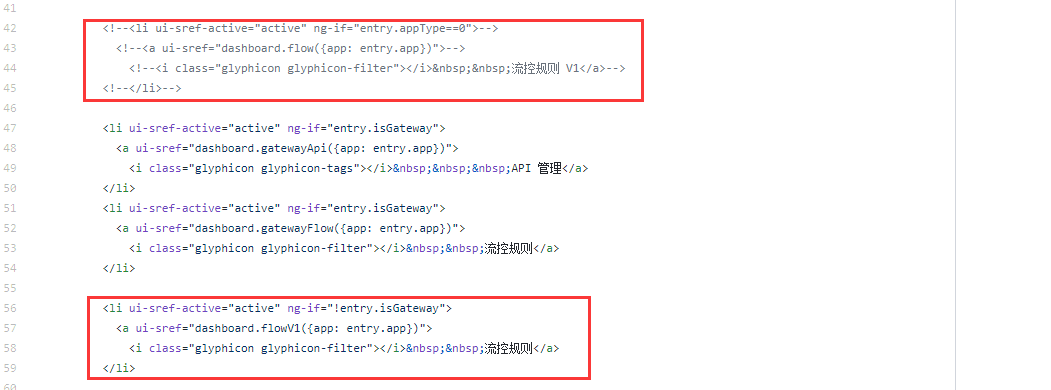 41
42 <!--<li ui-sref-active="active" ng-if="entry.appType==0">-->
43 <!--<a ui-sref="dashboard.flow({app: entry.app})">-->
44 <!--<i class="glyphicon glyphicon-filter"></i>&nbsp;&nbsp;流控规则 V1</a>-->
45 <!--</li>-->
46
47 <li ui-sref-active="active" ng-if="entry.isGateway">
48 <a ui-sref="dashboard.gatewayApi({app: entry.app})">
49 <i class="glyphicon glyphicon-tags"></i>&nbsp;&nbsp;&nbsp;API 管理</a>
50 </li>
51 <li ui-sref-active="active" ng-if="entry.isGateway">
52 <a ui-sref="dashboard.gatewayFlow({app: entry.app})">
53 <i class="glyphicon glyphicon-filter"></i>&nbsp;&nbsp;流控规则</a>
54 </li>
55
56 <li ui-sref-active="active" ng-if="!entry.isGateway">
57 <a ui-sref="dashboard.flowV1({app: entry.app})">
58 <i class="glyphicon glyphicon-filter"></i>&nbsp;&nbsp;流控规则</a>
59 </li>
60